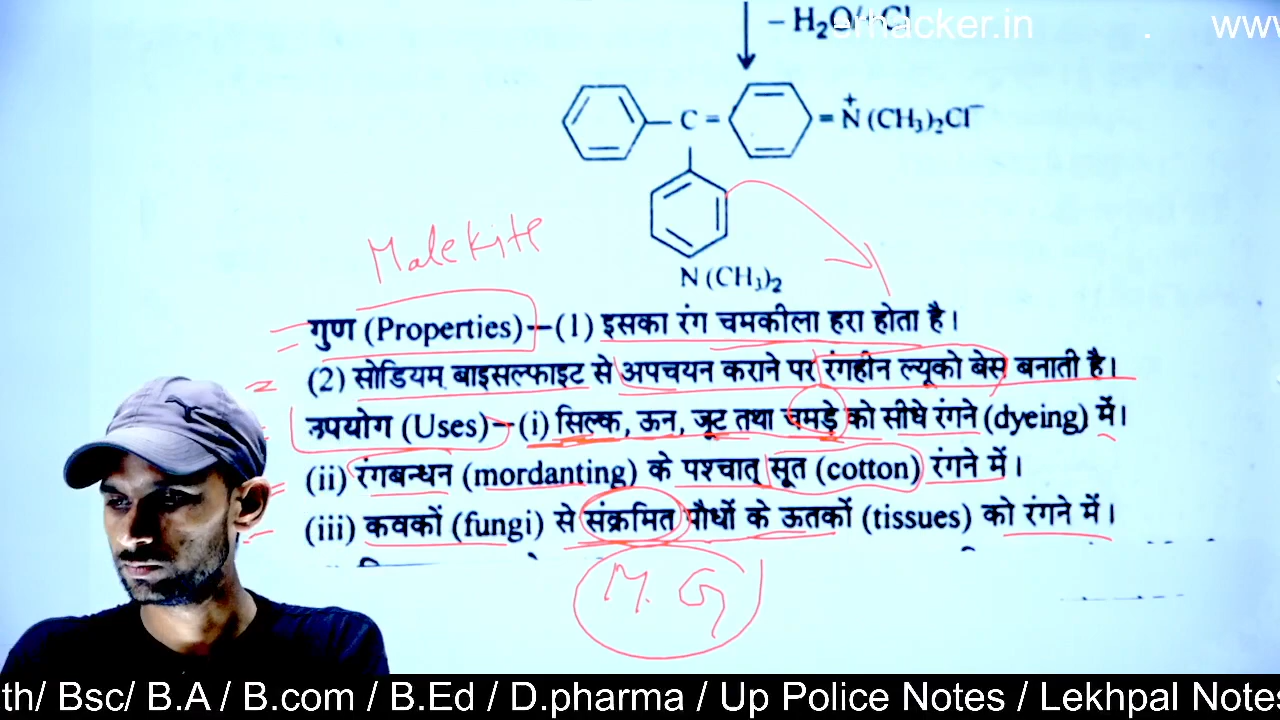 – H₂O/+Cl
erhacker.in . ww
C = = N⁺(CH₃)₂Cl⁻
N (CH₃)₂
Malekite
गुण (Properties)—(1) इसका रंग चमकीला हरा होता है।
(2) सोडियम बाइसल्फाइट से अपचयन कराने पर रंगहीन ल्यूको बेस बनाती है।
उपयोग (Uses)—(i) सिल्क, ऊन, जूट तथा चमड़े को सीधे रंगने (dyeing) में।
(ii) रंगबन्धन (mordanting) के पश्चात् सूत (cotton) रंगने में।
(iii) कवकों (fungi) से संक्रमित पौधों के ऊतकों (tissues) को रंगने में।
M. G
th/ Bsc/ B.A / B.com / B.Ed / D.pharma / Up Police Notes / Lekhpal Notes